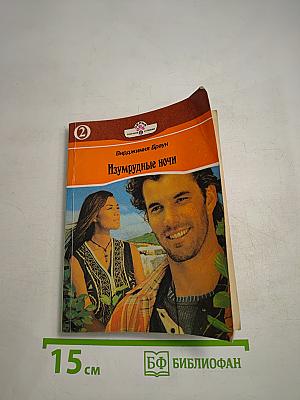 2
Вирджиния Браун
Изумрудные ночи
15 см
БФ БИБЛИОФАН